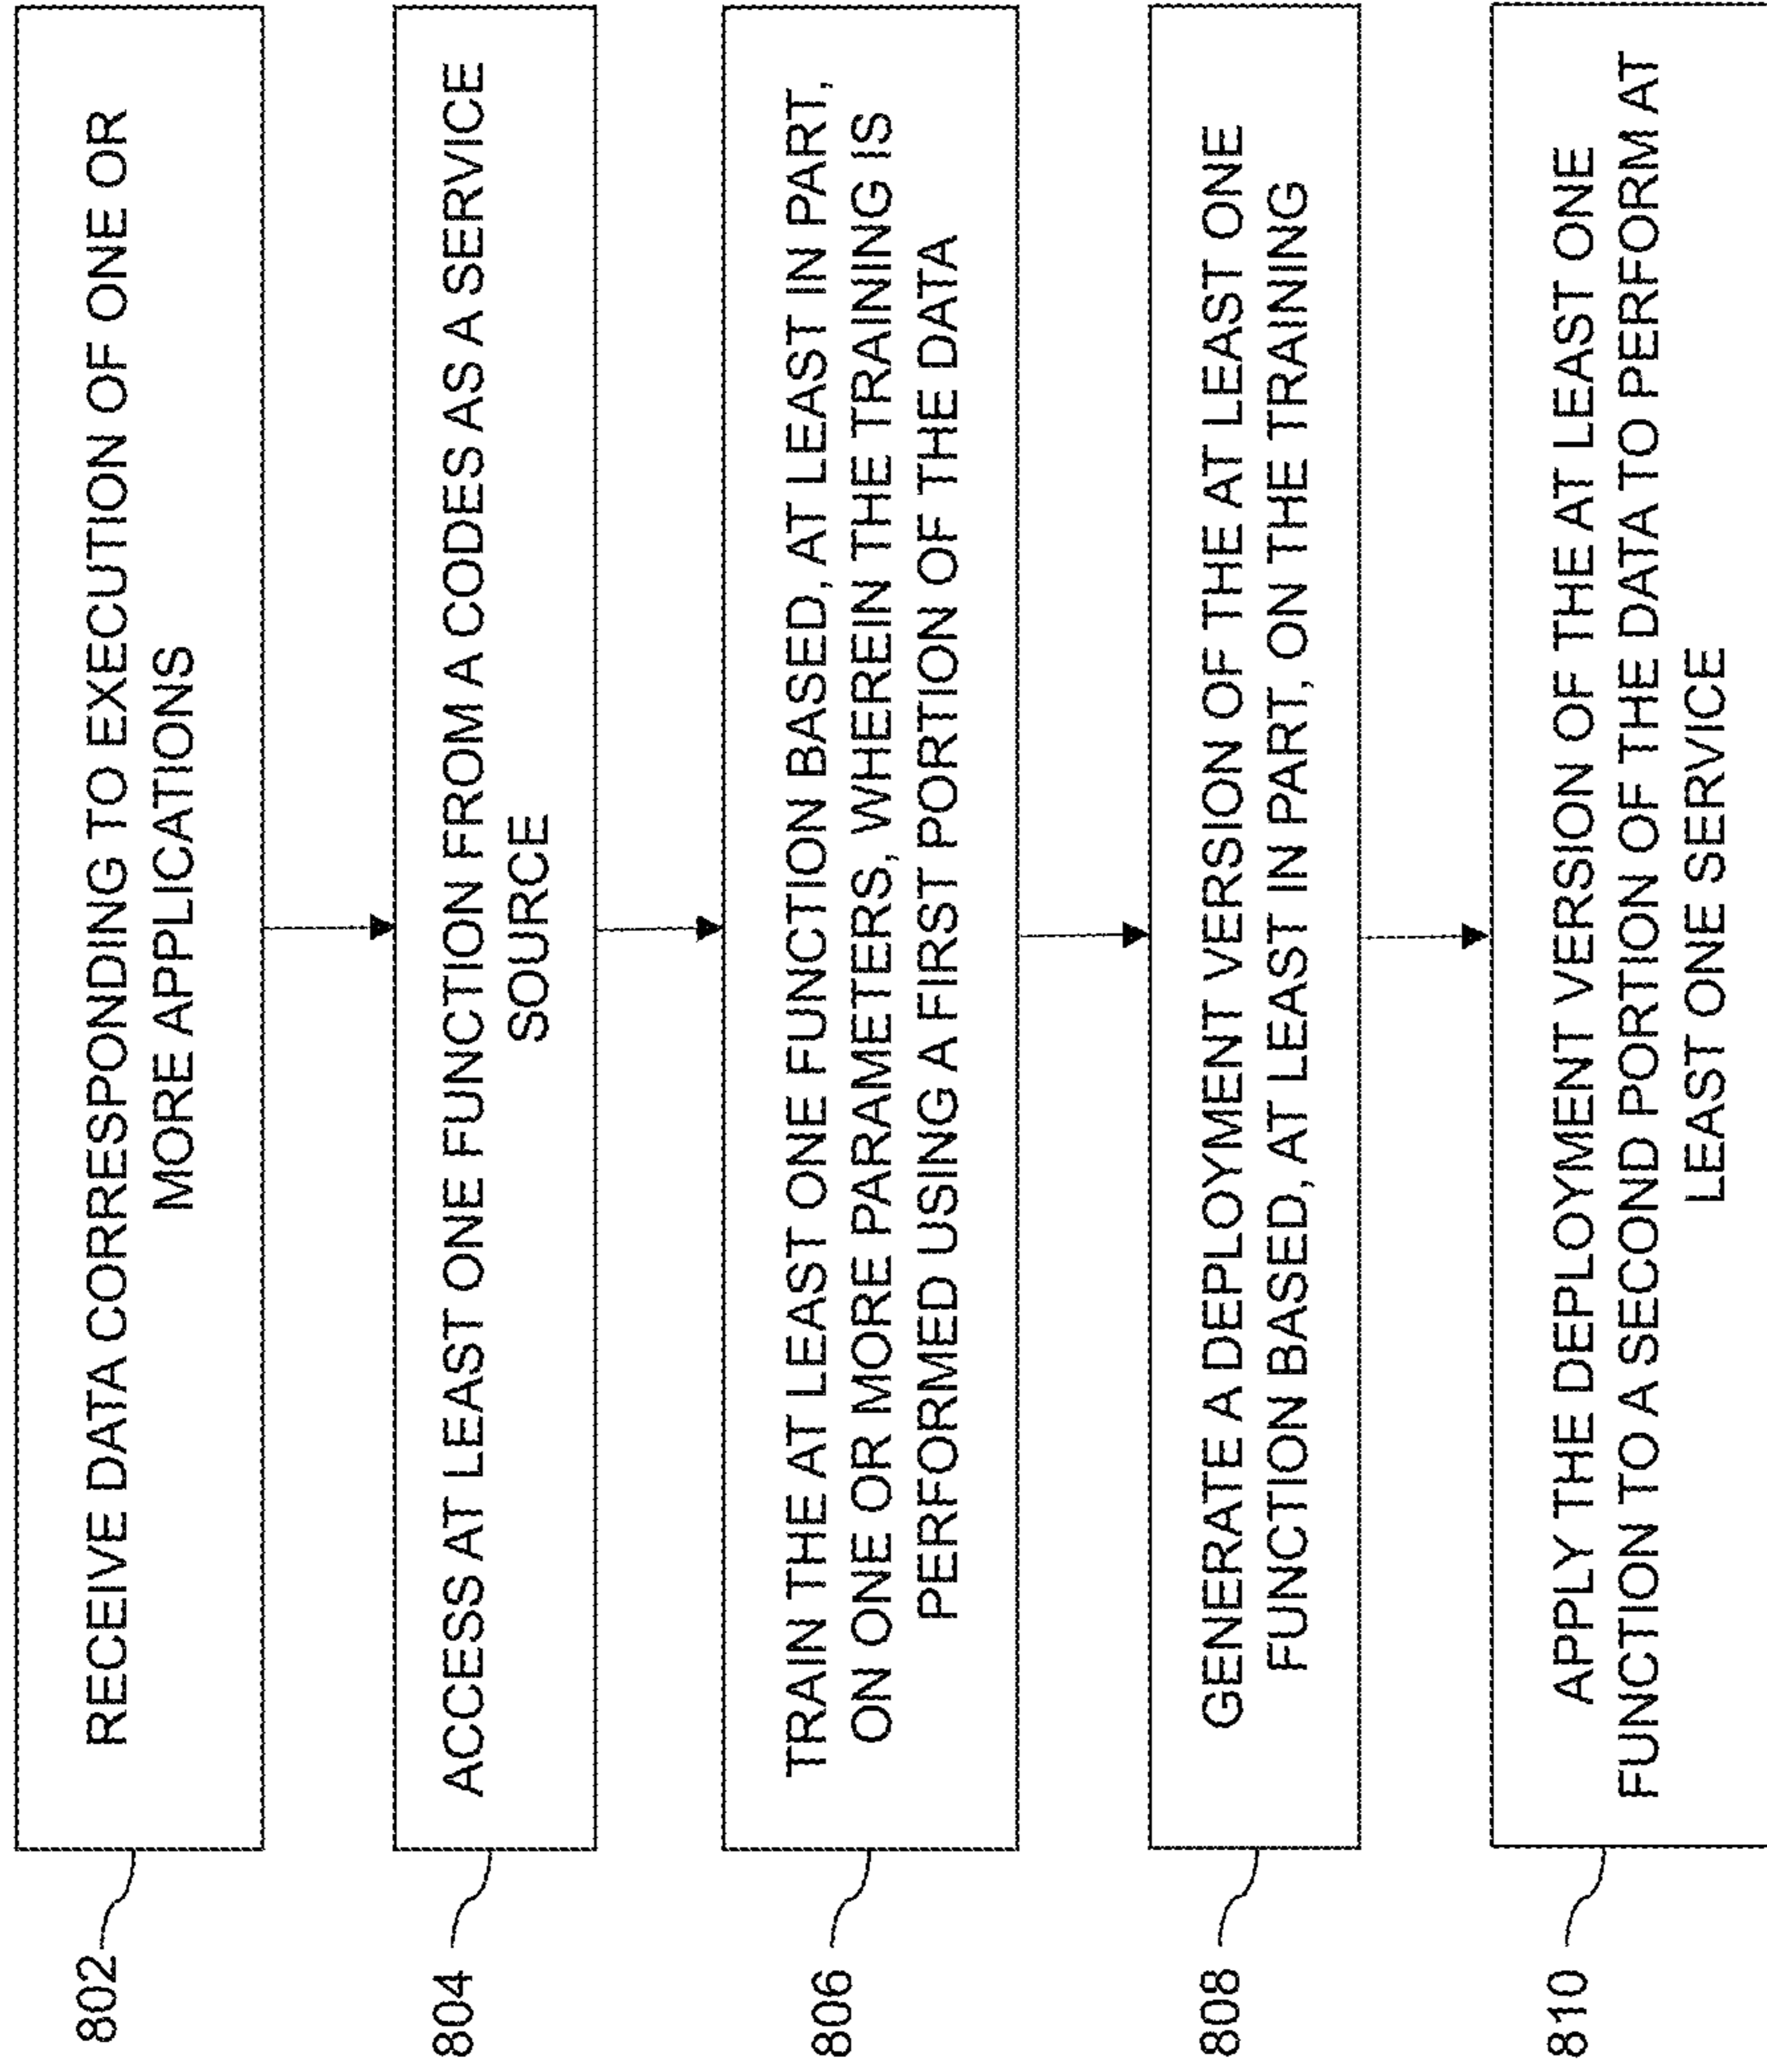 802
RECEIVE DATA CORRESPONDING TO EXECUTION OF ONE OR
MORE APPLICATIONS
804
ACCESS AT LEAST ONE FUNCTION FROM A CODES AS A SERVICE
SOURCE
806
TRAIN THE AT LEAST ONE FUNCTION BASED, AT LEAST IN PART,
ON ONE OR MORE PARAMETERS, WHEREIN THE TRAINING IS
PERFORMED USING A FIRST PORTION OF THE DATA
808
GENERATE A DEPLOYMENT VERSION OF THE AT LEAST ONE
FUNCTION BASED, AT LEAST IN PART, ON THE TRAINING
810
APPLY THE DEPLOYMENT VERSION OF THE AT LEAST ONE
FUNCTION TO A SECOND PORTION OF THE DATA TO PERFORM AT
LEAST ONE SERVICE